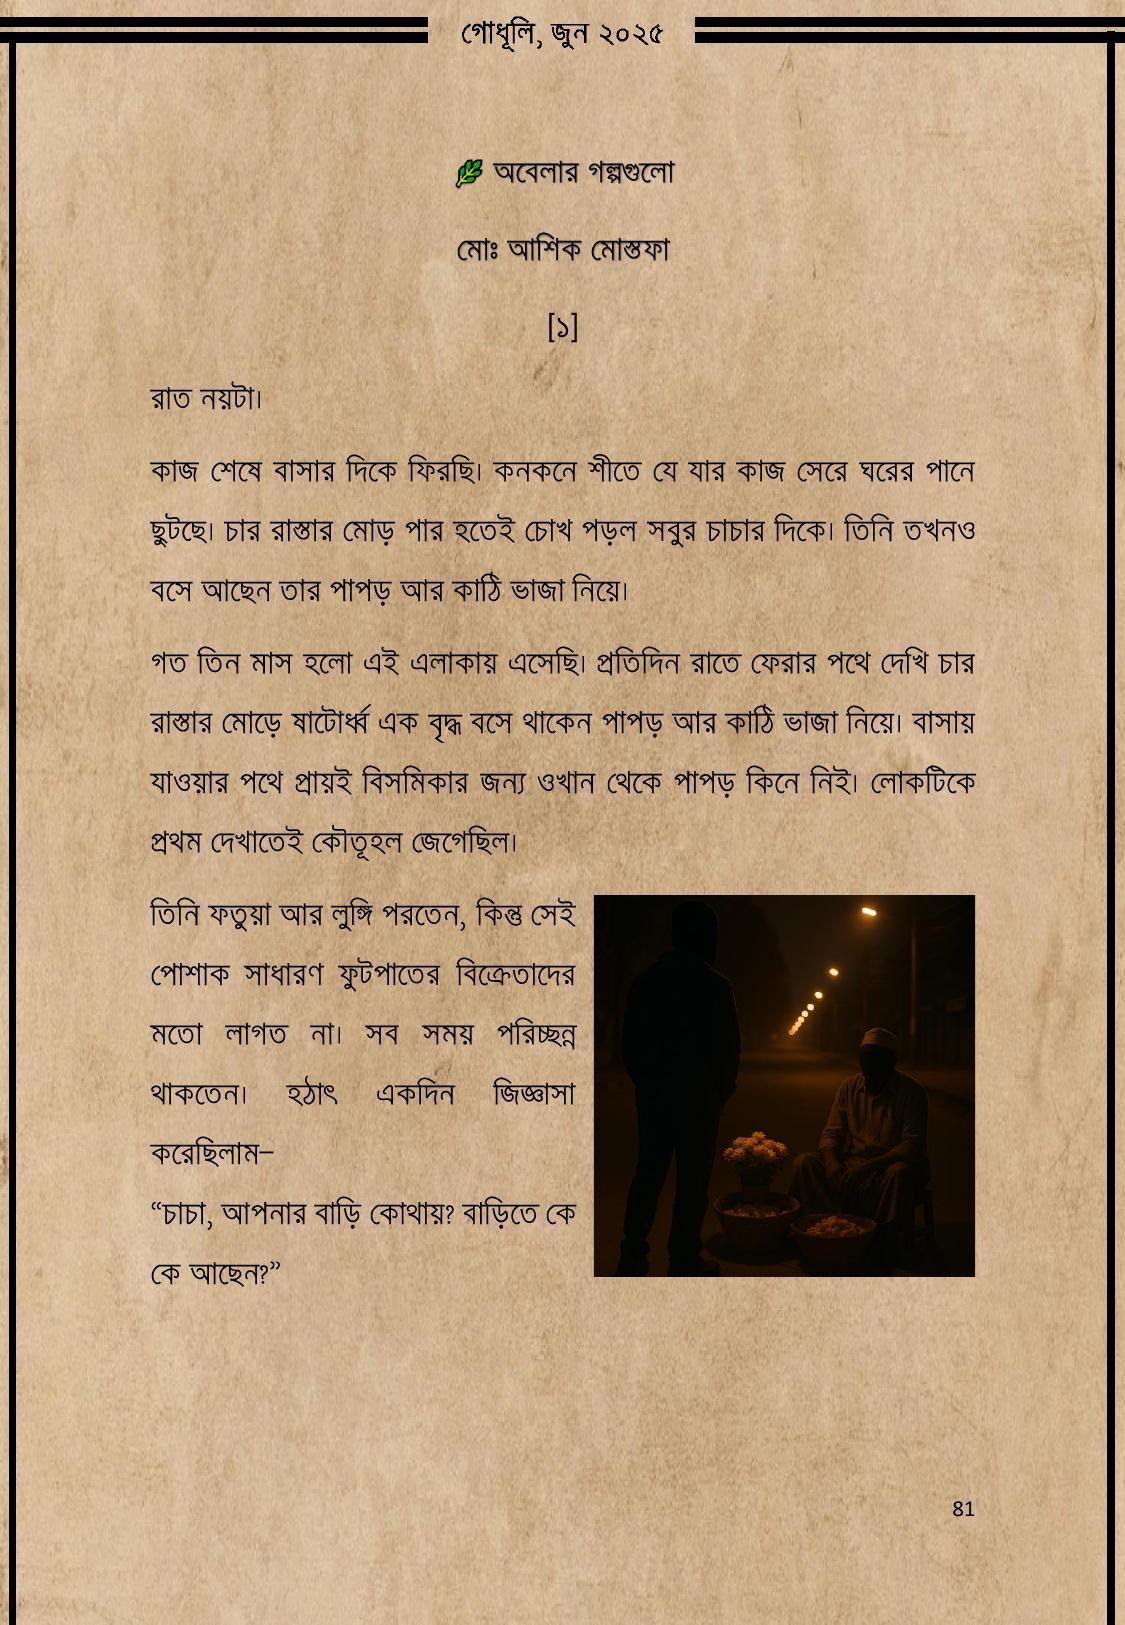 গোধূলি, জুন ২০২৫
অবেলার গল্পগুলো
মোঃ আশিক মোস্তফা
[১]
রাত নয়টা।
কাজ শেষে বাসার দিকে ফিরছি। কনকনে শীতে যে যার কাজ সেরে ঘরের পানে
ছুটছে। চার রাস্তার মোড় পার হতেই চোখ পড়ল সবুর চাচার দিকে। তিনি তখনও
বসে আছেন তার পাপড় আর কাঠি ভাজা নিয়ে।
গত তিন মাস হলো এই এলাকায় এসেছি। প্রতিদিন রাতে ফেরার পথে দেখি চার
রাস্তার মোড়ে ষাটোর্ধ্ব এক বৃদ্ধ বসে থাকেন পাপড় আর কাঠি ভাজা নিয়ে। বাসায়
যাওয়ার পথে প্রায়ই বিসমিকার জন্য ওখান থেকে পাপড় কিনে নিই। লোকটিকে
প্রথম দেখাতেই কৌতূহল জেগেছিল।
তিনি ফতুয়া আর লুঙ্গি পরতেন, কিন্তু সেই
পোশাক সাধারণ ফুটপাতের বিক্রেতাদের
মতো লাগত না। সব সময় পরিচ্ছন্ন
থাকতেন। হঠাৎ একদিন জিজ্ঞাসা
করেছিলাম–
“চাচা, আপনার বাড়ি কোথায়? বাড়িতে কে
কে আছেন?”
81